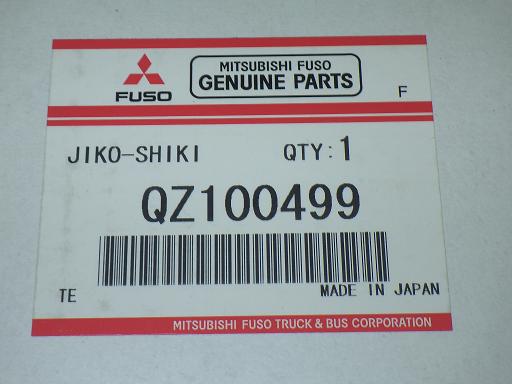 MITSUBISHI FUSO
GENUINE PARTS
FUSO
F
JIKO-SHIKI QTY: 1
QZ100499
TE MADE IN JAPAN
MITSUBISHI FUSO TRUCK & BUS CORPORATION